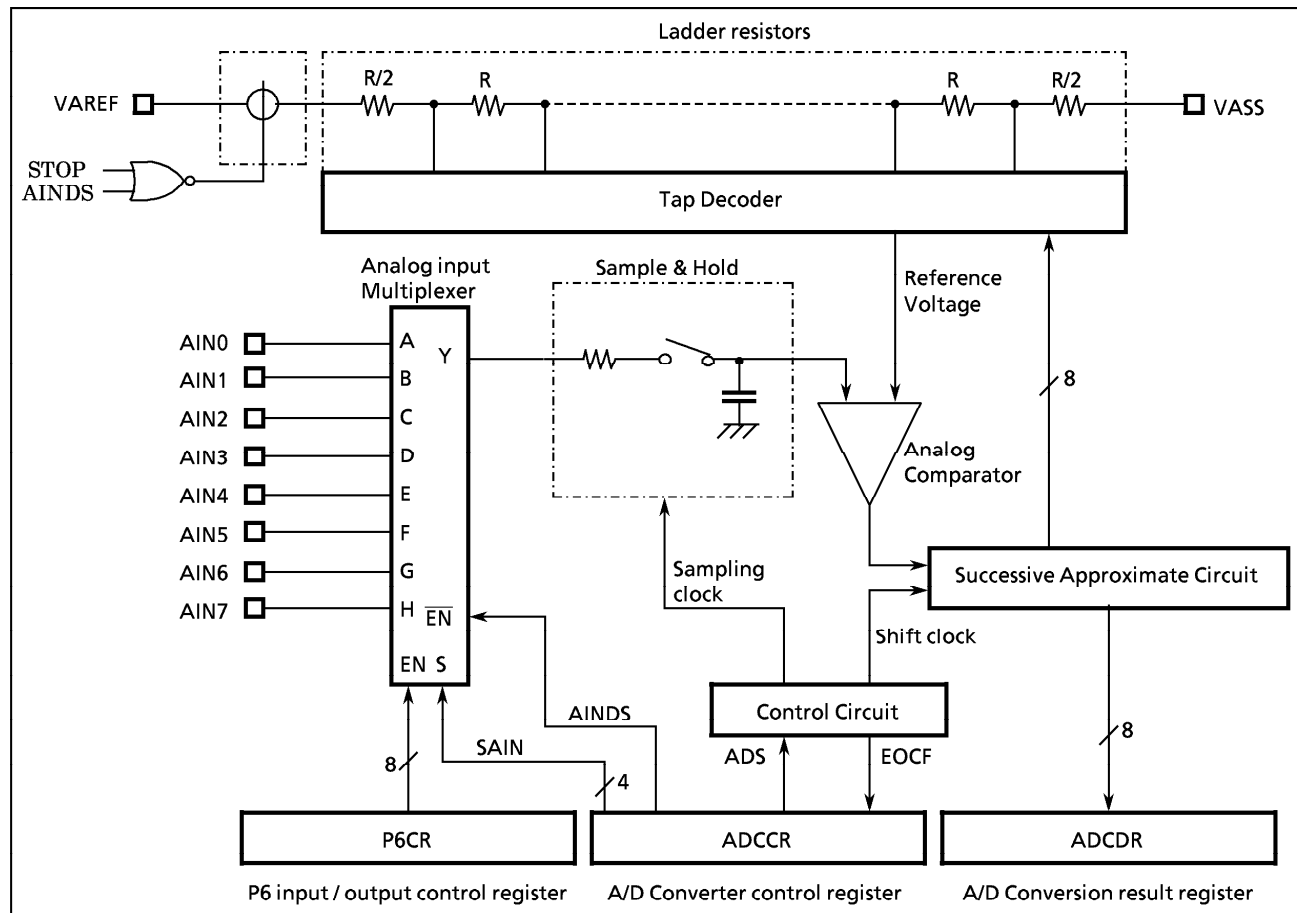 Ladder resistors
R/2
R
R
R/2
VAREF
VASS
STOP
AINDS
Tap Decoder
Analog input
Multiplexer
Sample & Hold
Reference
Voltage
AIN0
A
Y
AIN1
B
8
AIN2
C
AIN3
D
Analog
Comparator
AIN4
E
AIN5
F
AIN6
G
Sampling
clock
Successive Approximate Circuit
AIN7
H
EN
Shift clock
EN S
AINDS
Control Circuit
SAIN
ADS
EOCF
8
8
4
P6CR
ADCCR
ADCDR
P6 input / output control register
A/D Converter control register
A/D Conversion result register